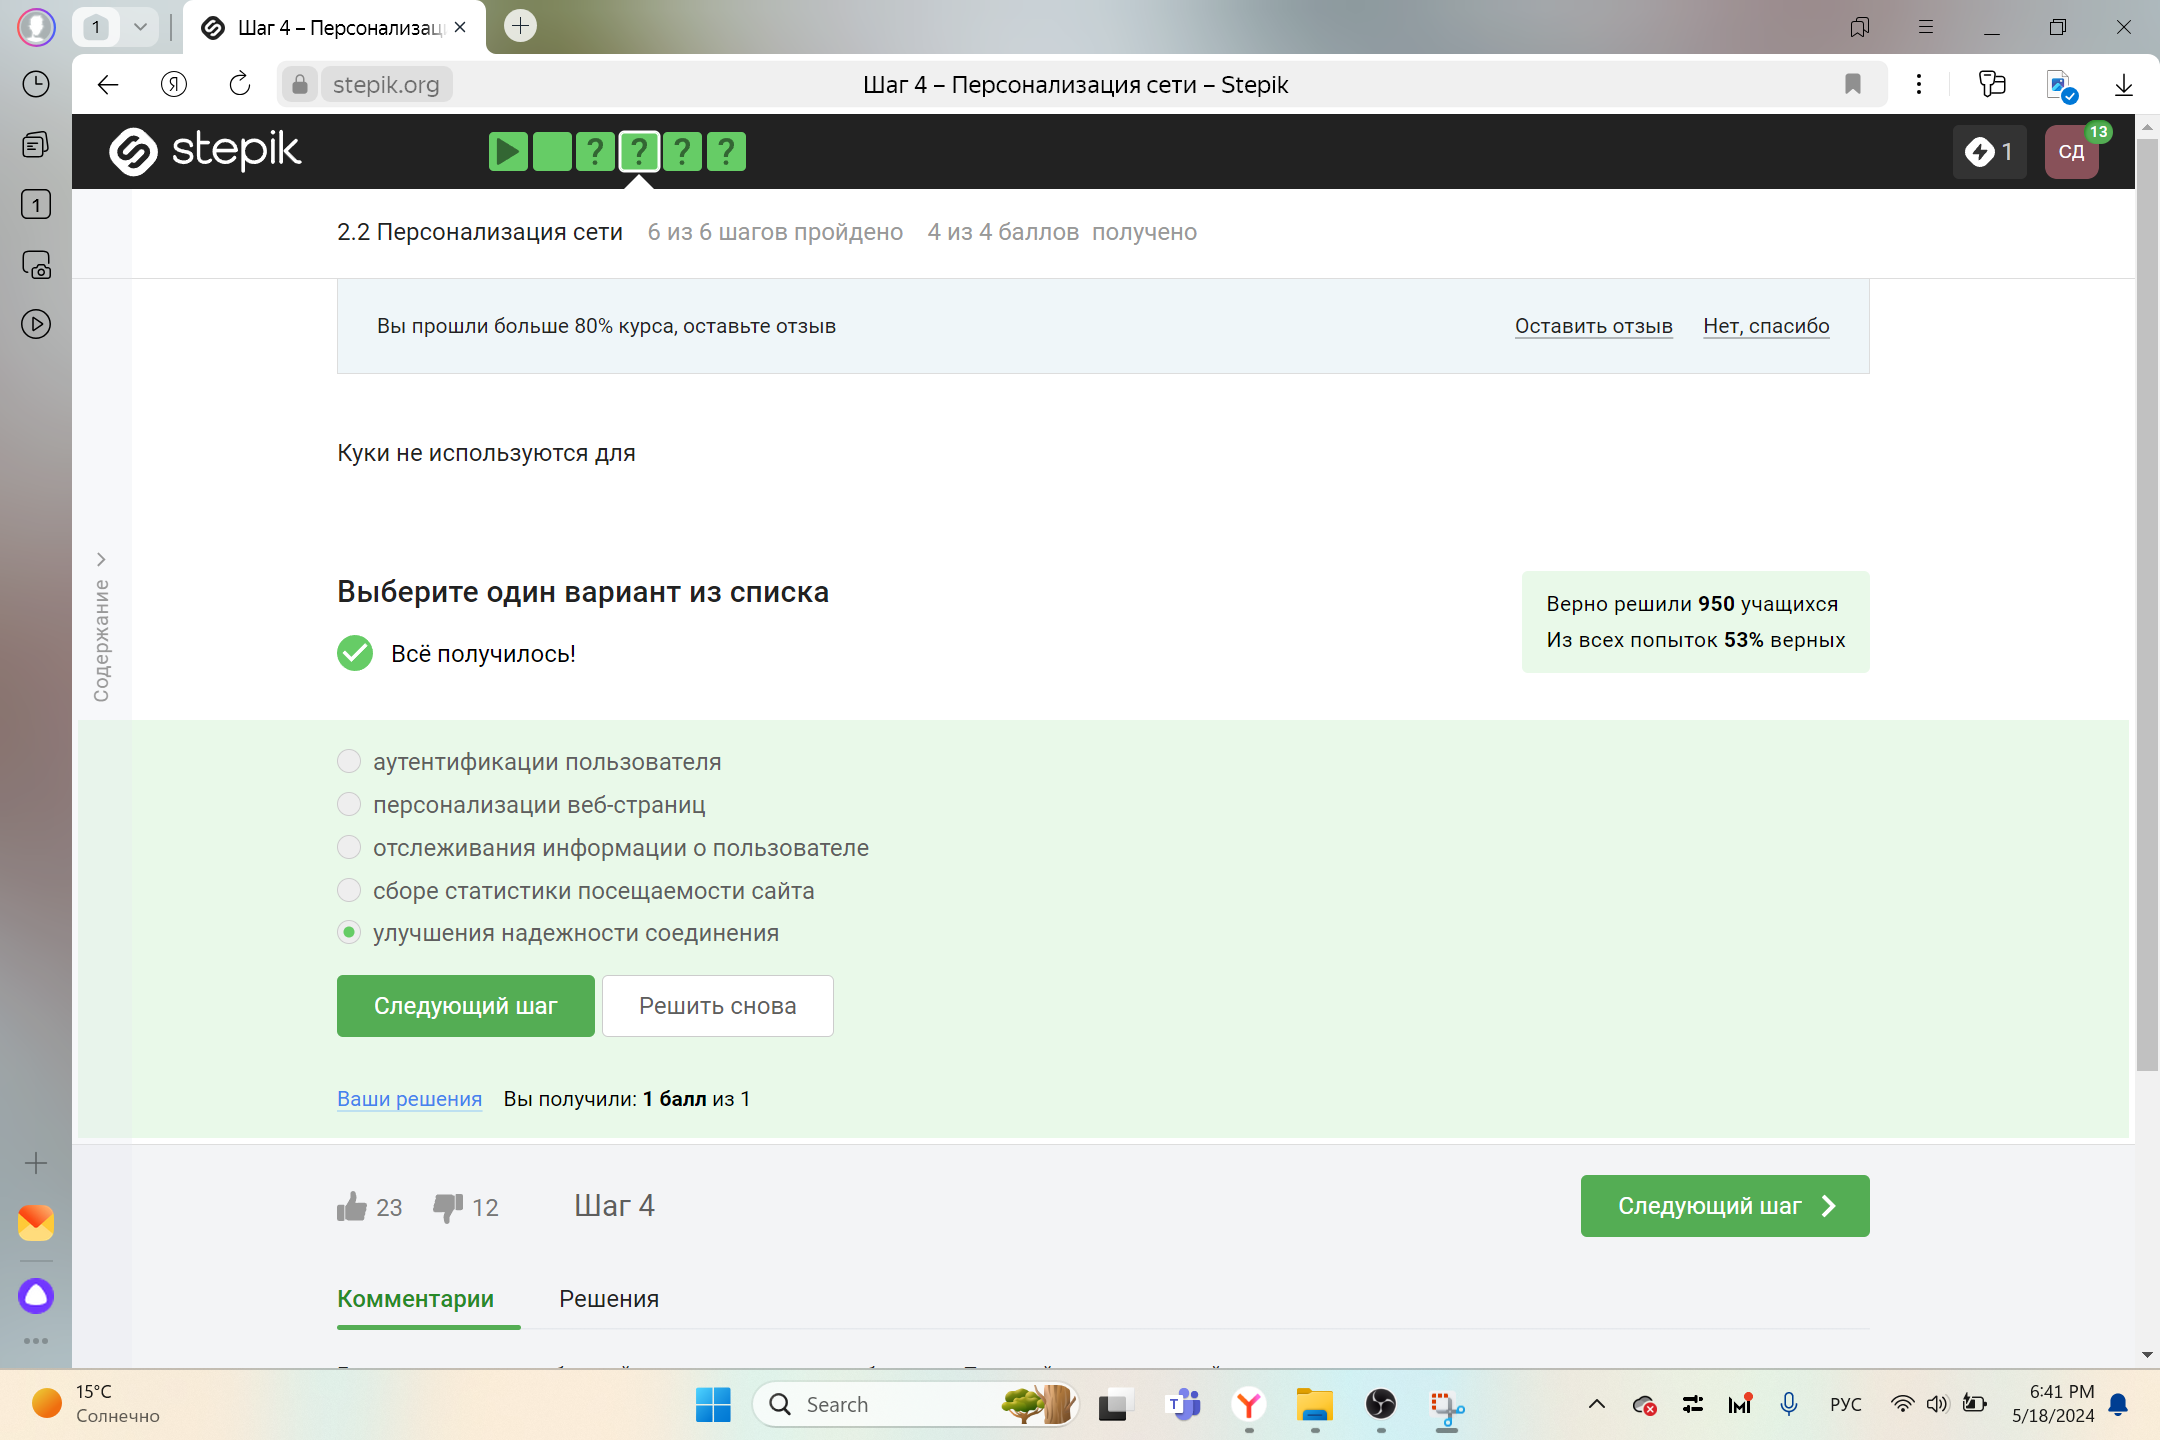 1
Шаг 4 – Персонализац
stepik.org
Шаг 4 – Персонализация сети – Stepik
1
stepik
? ? ? ?
1
СД
13
2.2 Персонализация сети 6 из 6 шагов пройдено 4 из 4 баллов получено
Вы прошли больше 80% курса, оставьте отзыв
Оставить отзыв
Нет, спасибо
Содержание
Куки не используются для
Выберите один вариант из списка
Всё получилось!
Верно решили 950 учащихся
Из всех попыток 53% верных
аутентификации пользователя
персонализации веб-страниц
отслеживания информации о пользователе
сборе статистики посещаемости сайта
улучшения надежности соединения
Следующий шаг
Решить снова
Ваши решения Вы получили: 1 балл из 1
23
12
Шаг 4
Следующий шаг
Комментарии
Решения
15°C
Солнечно
Search
РУС
6:41 PM
5/18/2024